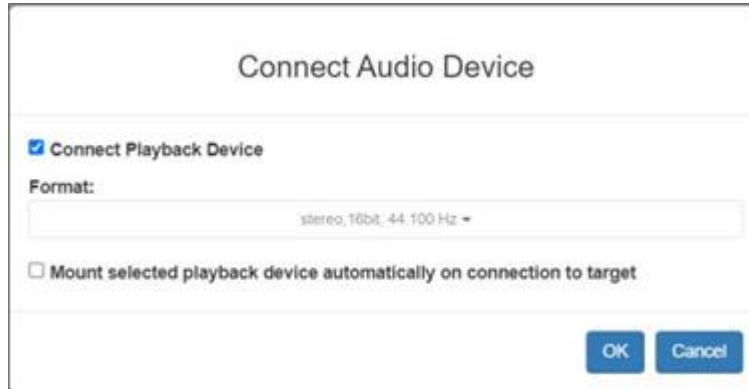 Connect Audio Device
Connect Playback Device
Format:
stereo,16bit, 44.100 Hz
Mount selected playback device automatically on connection to target
OK Cancel